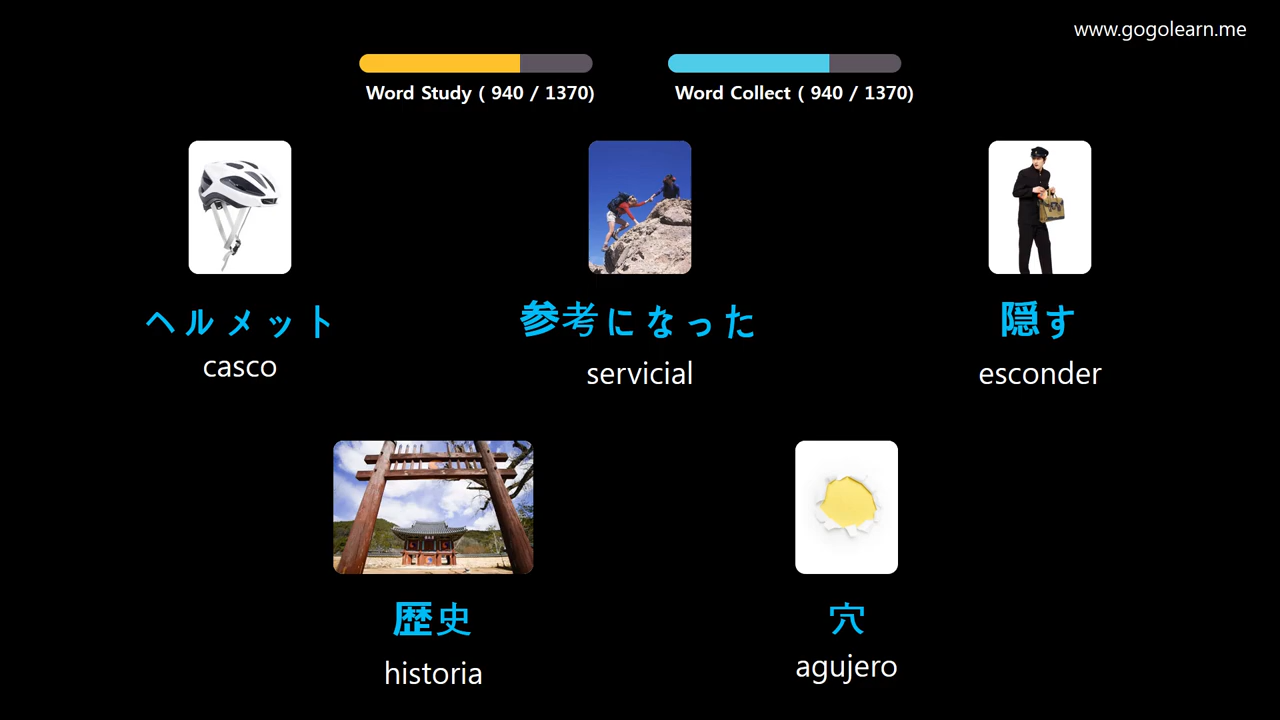 www.gogolearn.me
Word Study ( 940 / 1370)
Word Collect ( 940 / 1370)
ヘルメット
casco
参考になった
servicial
隠す
esconder
歴史
historia
穴
agujero